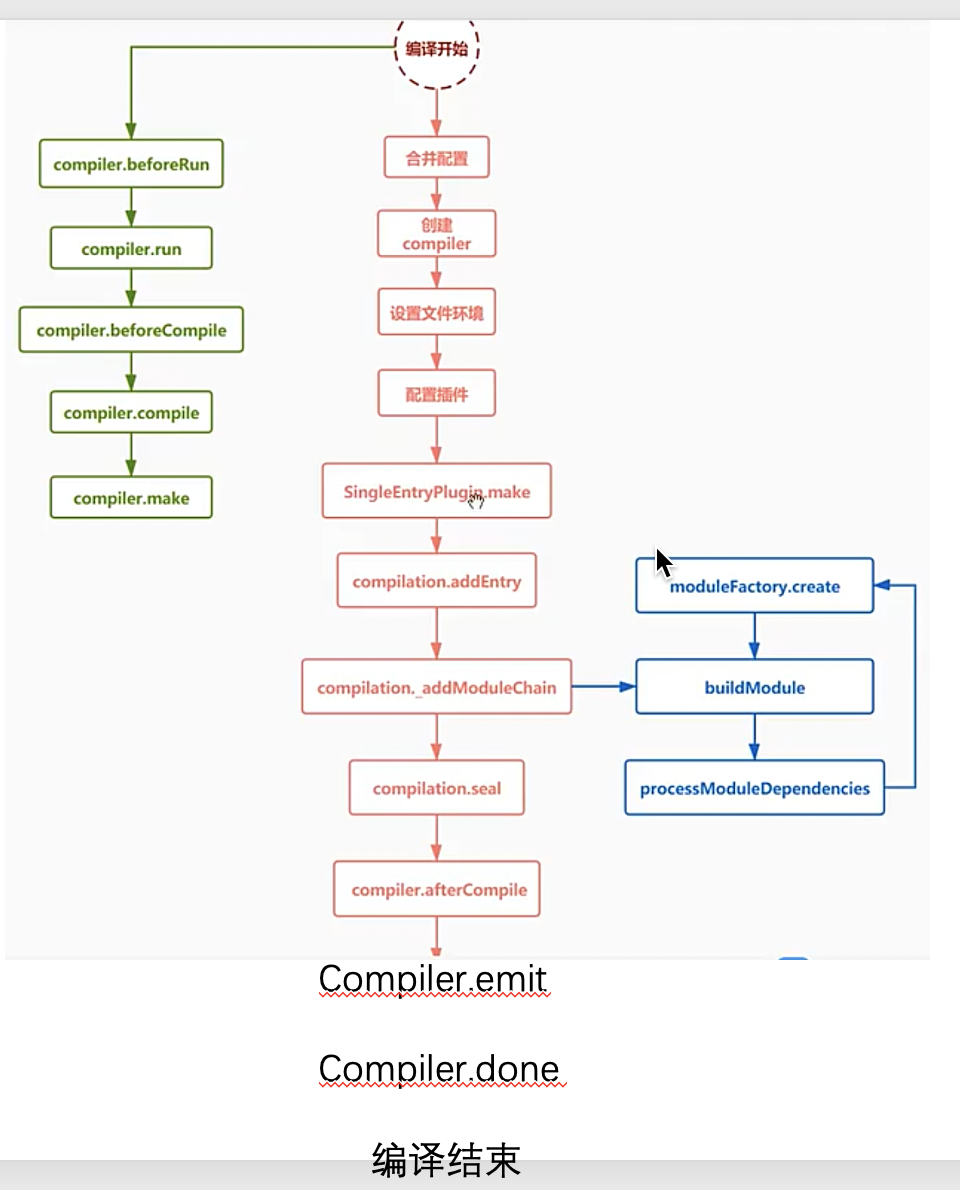 编译开始
compiler.beforeRun
compiler.run
compiler.beforeCompile
compiler.compile
compiler.make
合并配置
创建
compiler
设置文件环境
配置插件
SingleEntryPlugin.make
compilation.addEntry
compilation._addModuleChain
compilation.seal
compiler.afterCompile
moduleFactory.create
buildModule
processModuleDependencies
Compiler.emit
Compiler.done
编译结束